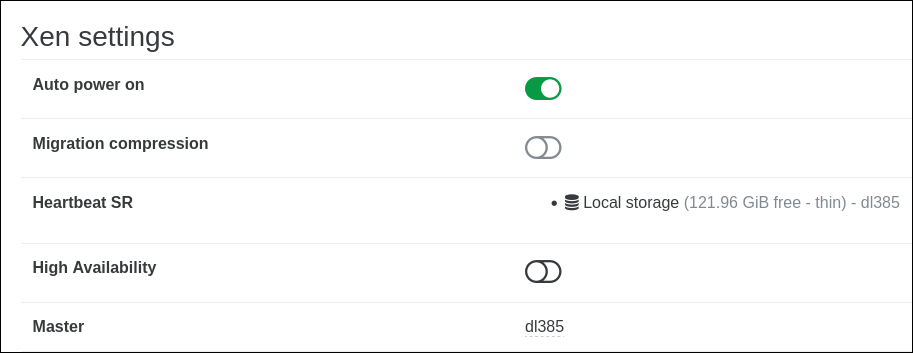 Xen settings
Auto power on
Migration compression
Heartbeat SR • Local storage (121.96 GiB free - thin) - dl385
High Availability
Master dl385